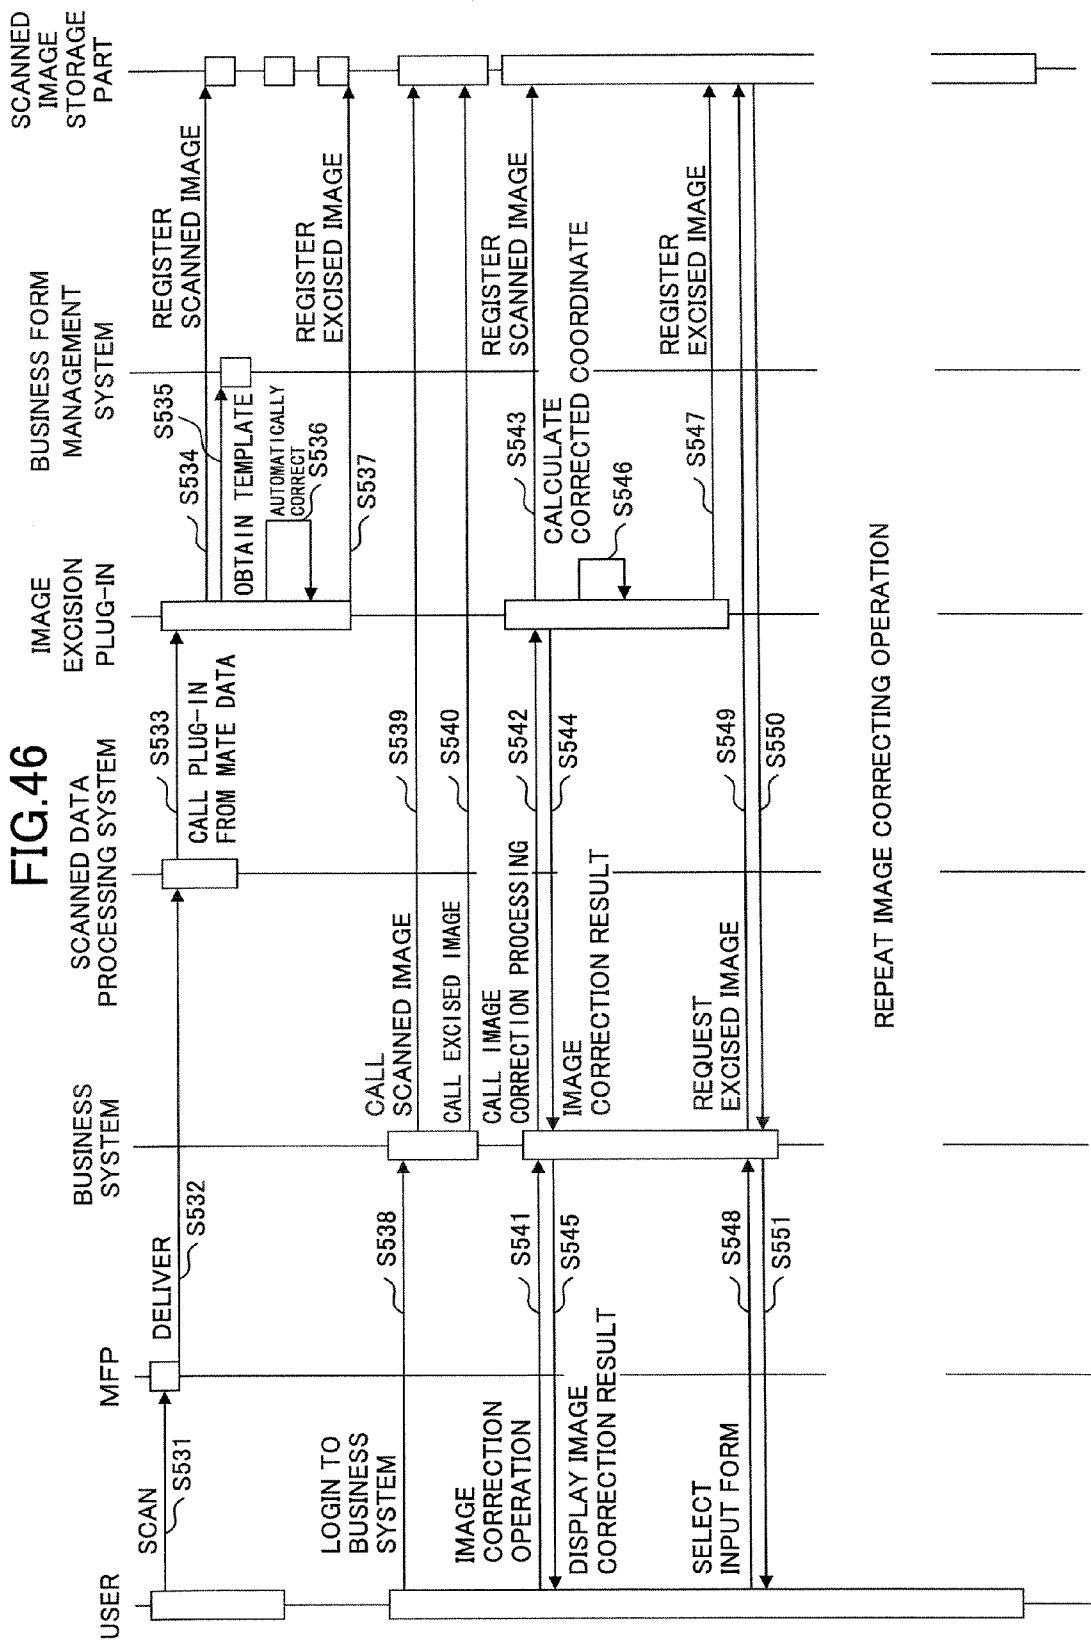 FIG.46
USER
MFP
BUSINESS
SYSTEM
SCANNED DATA
PROCESSING SYSTEM
IMAGE
EXCISION
PLUG-IN
BUSINESS FORM
MANAGEMENT
SYSTEM
SCANNED
IMAGE
STORAGE
PART
SCAN
S531
DELIVER
S532
S533
CALL PLUG-IN
FROM MATE DATA
S534
REGISTER
SCANNED IMAGE
S535
OBTAIN TEMPLATE
AUTOMATICALLY
CORRECT
S536
S537
REGISTER
EXCISED IMAGE
LOGIN TO
BUSINESS
SYSTEM
S538
CALL
SCANNED IMAGE
S539
CALL EXCISED IMAGE
S540
IMAGE
CORRECTION
OPERATION
S541
CALL IMAGE
CORRECTION PROCESSING
S542
S543
REGISTER
SCANNED IMAGE
S544
IMAGE
CORRECTION RESULT
S545
DISPLAY IMAGE
CORRECTION RESULT
CALCULATE
CORRECTED COORDINATE
S546
S547
REGISTER
EXCISED IMAGE
SELECT
INPUT FORM
S548
REQUEST
EXCISED IMAGE
S549
S550
S551
REPEAT IMAGE CORRECTING OPERATION